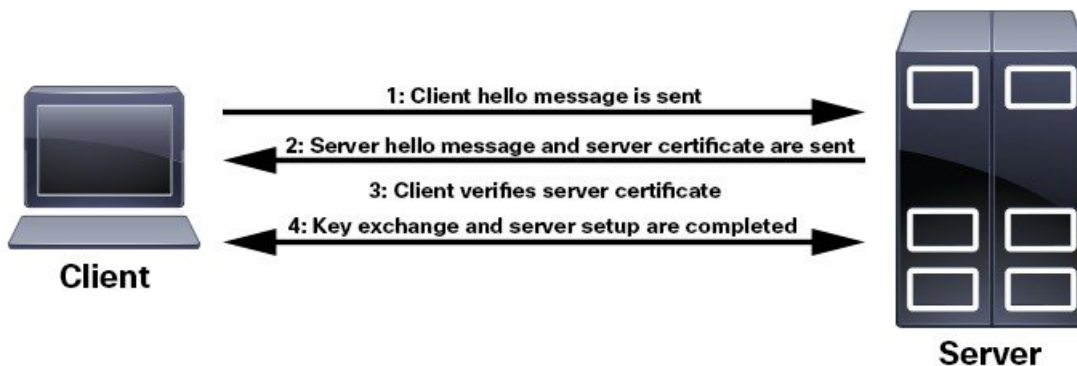 1: Client hello message is sent
2: Server hello message and server certificate are sent
3: Client verifies server certificate
4: Key exchange and server setup are completed
Client
Server